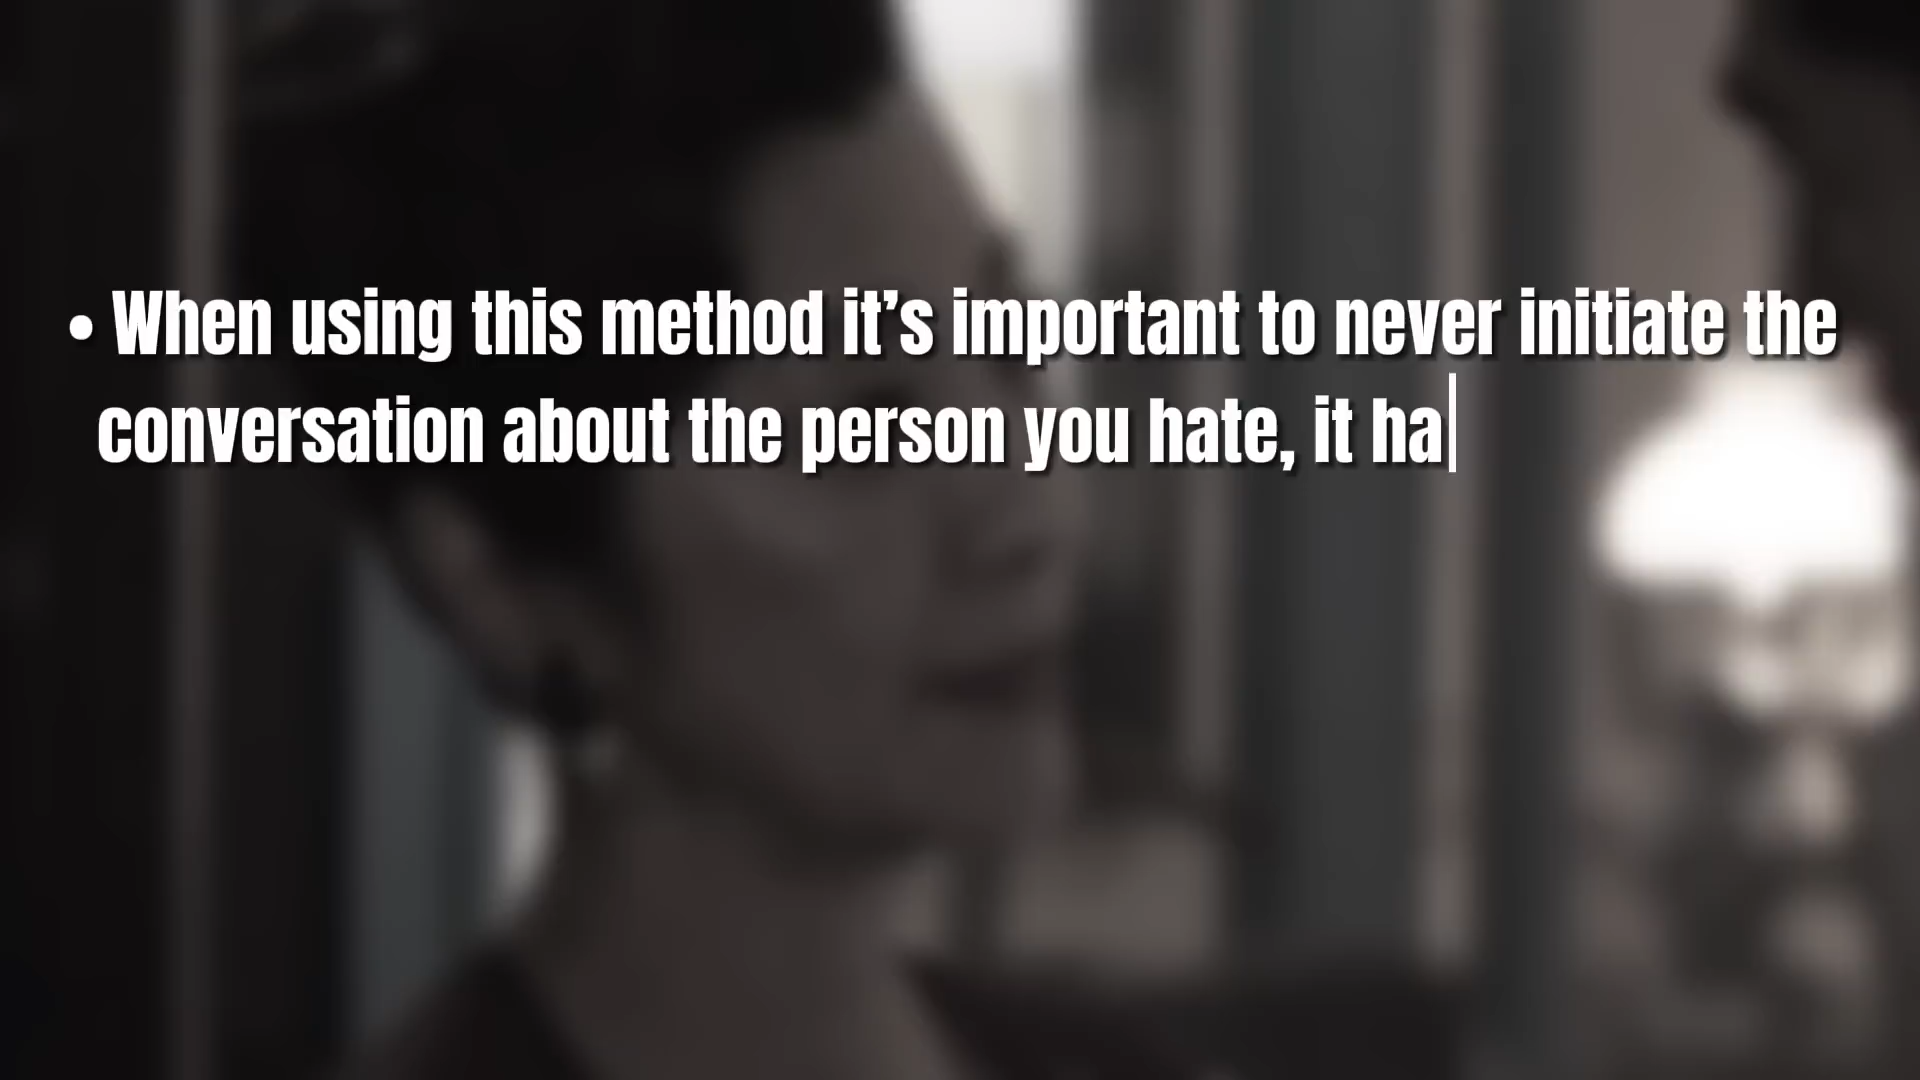 • When using this method it’s important to never initiate the
conversation about the person you hate, it ha